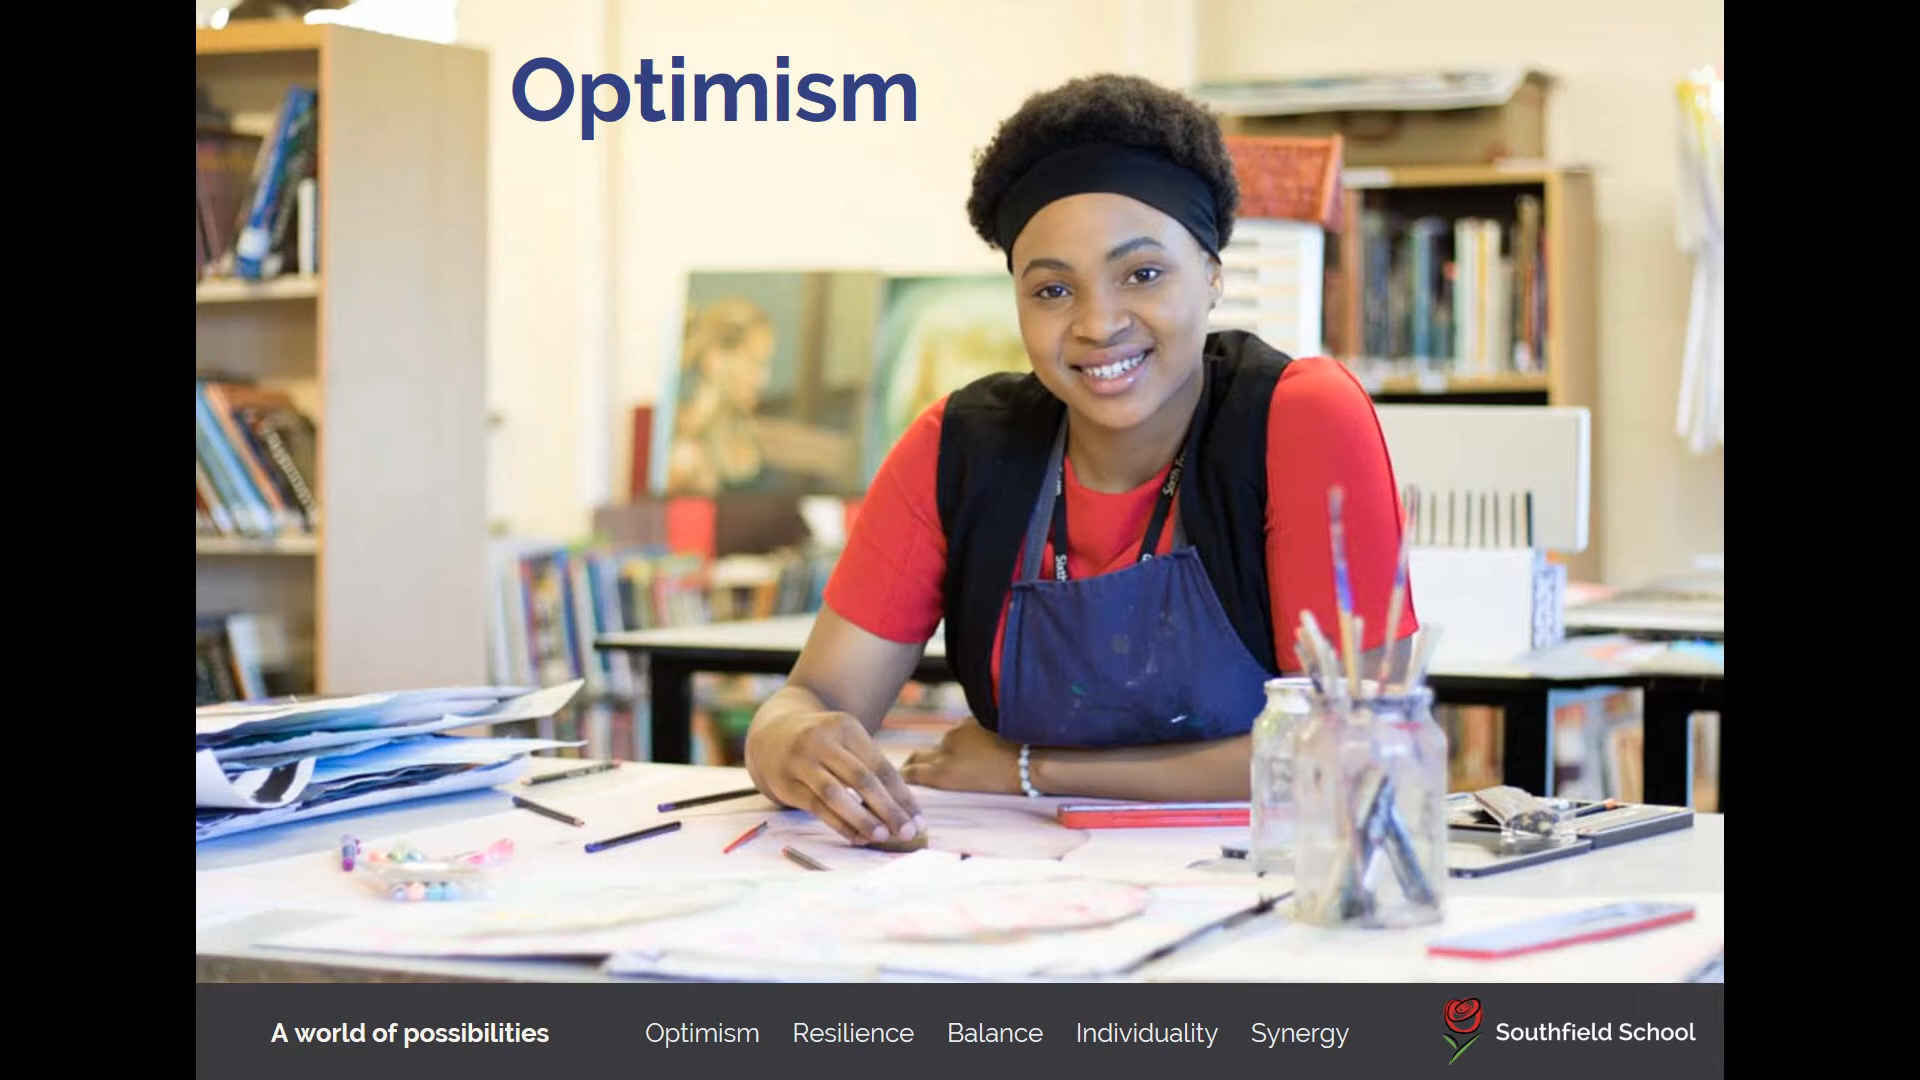 Optimism
A world of possibilities
Optimism Resilience Balance Individuality Synergy
Southfield School